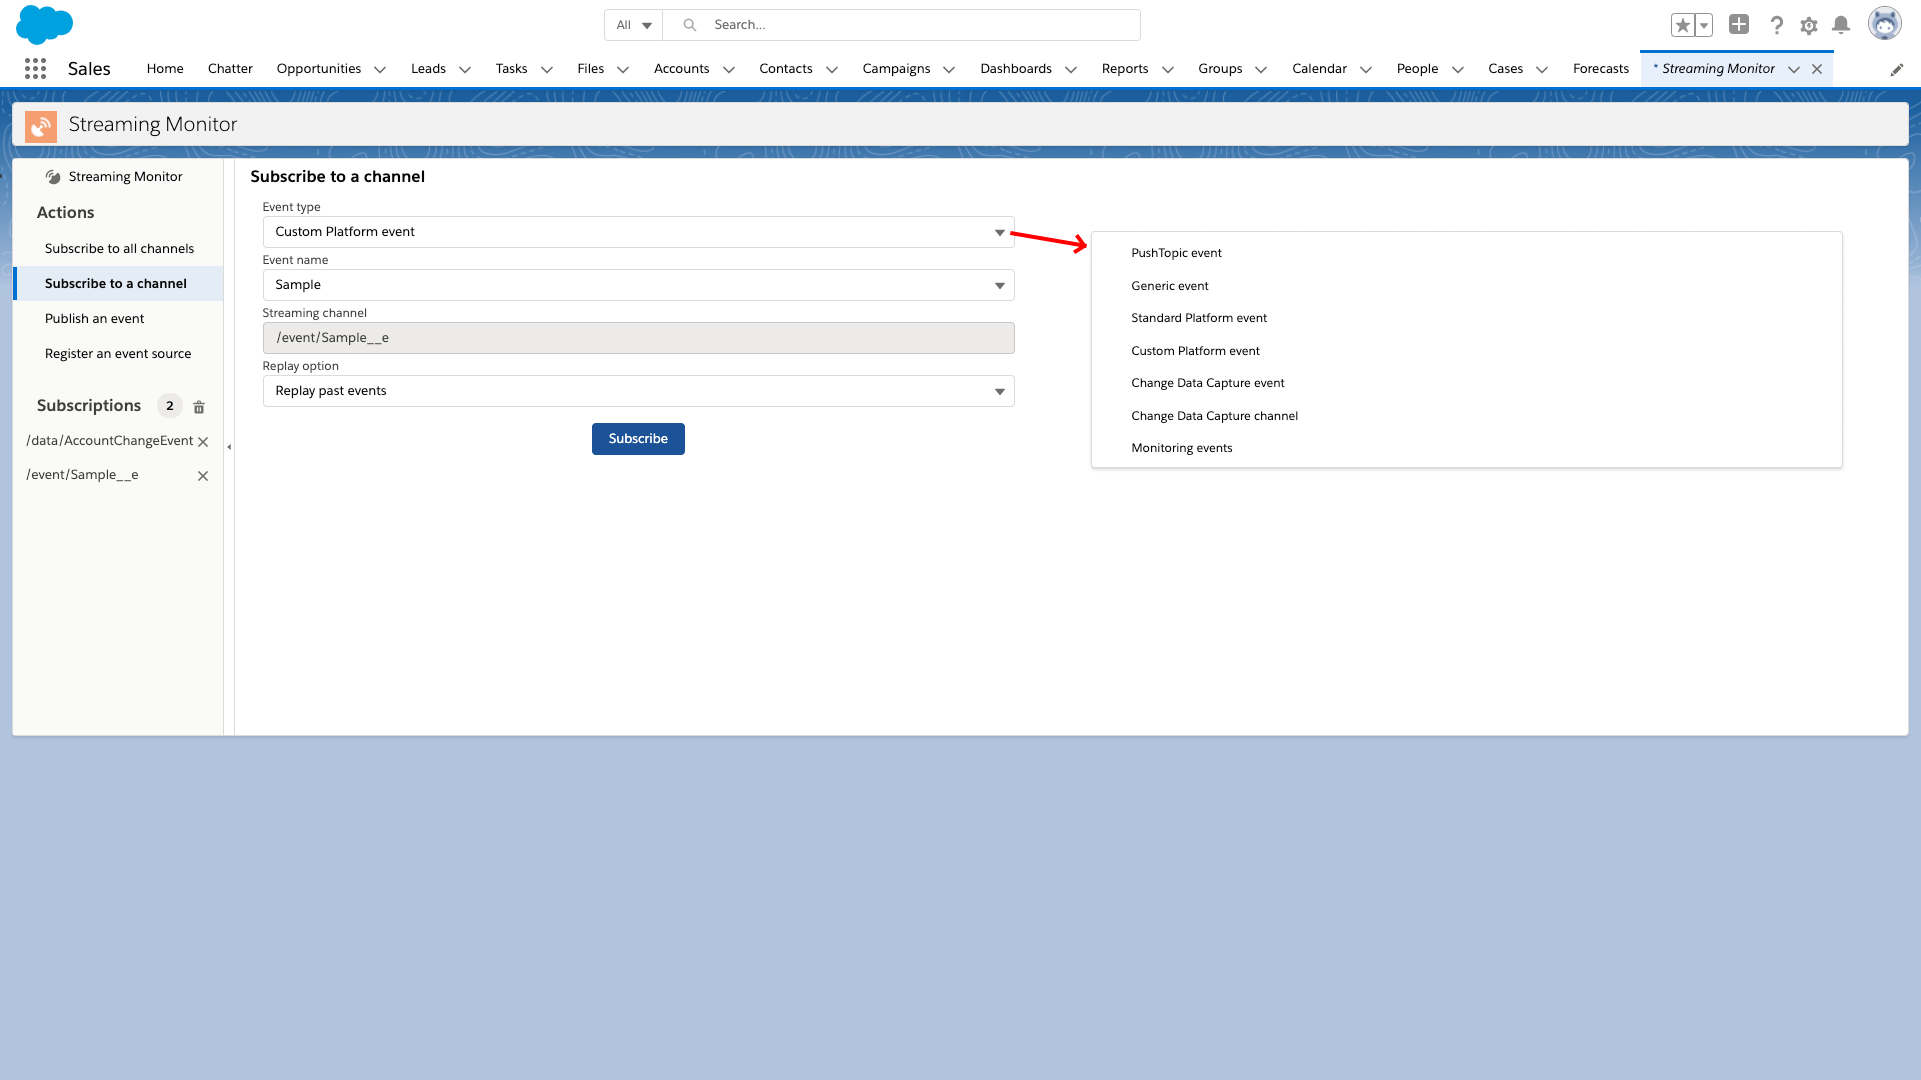 All
Search...
Sales
Home
Chatter
Opportunities
Leads
Tasks
Files
Accounts
Contacts
Campaigns
Dashboards
Reports
Groups
Calendar
People
Cases
Forecasts
* Streaming Monitor
Streaming Monitor
Streaming Monitor
Actions
Subscribe to all channels
Subscribe to a channel
Publish an event
Register an event source
Subscriptions 2
/data/AccountChangeEvent
/event/Sample__e
Subscribe to a channel
Event type
Custom Platform event
Event name
Sample
Streaming channel
/event/Sample__e
Replay option
Replay past events
Subscribe
PushTopic event
Generic event
Standard Platform event
Custom Platform event
Change Data Capture event
Change Data Capture channel
Monitoring events